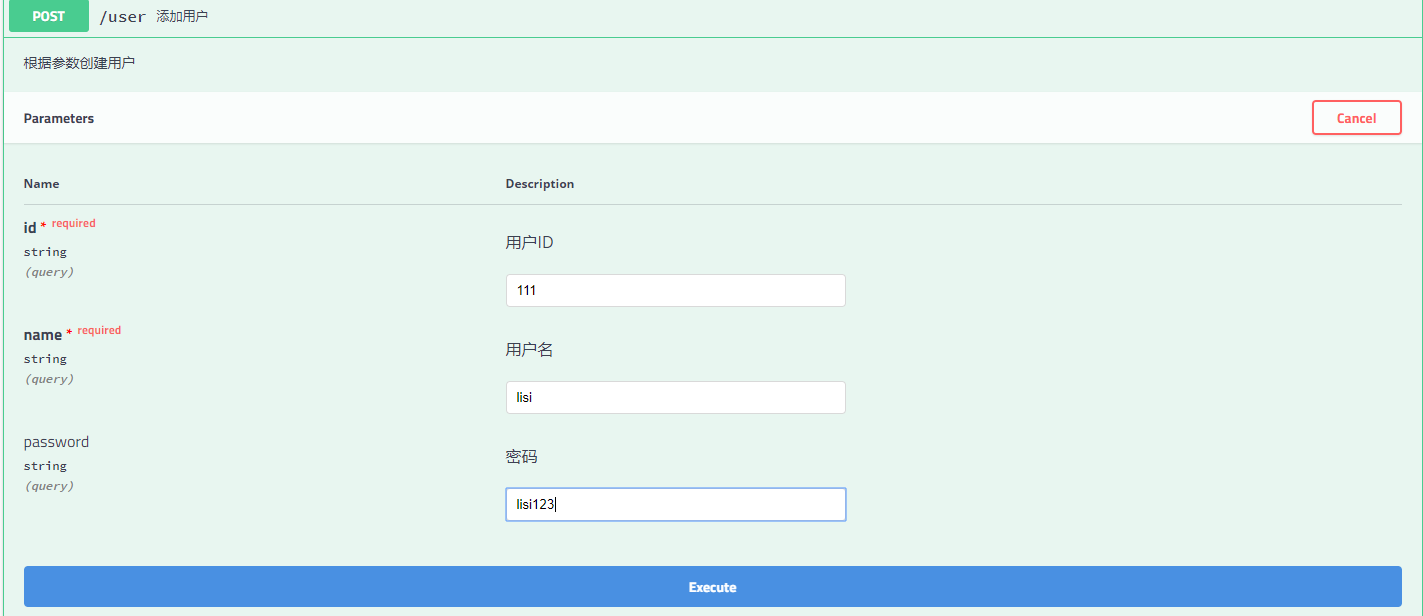 POST /user 添加用户
根据参数创建用户
Parameters Cancel
Name Description
id * required
string
(query)
用户ID
111
name * required
string
(query)
用户名
lisi
password
string
(query)
密码
lisi123
Execute